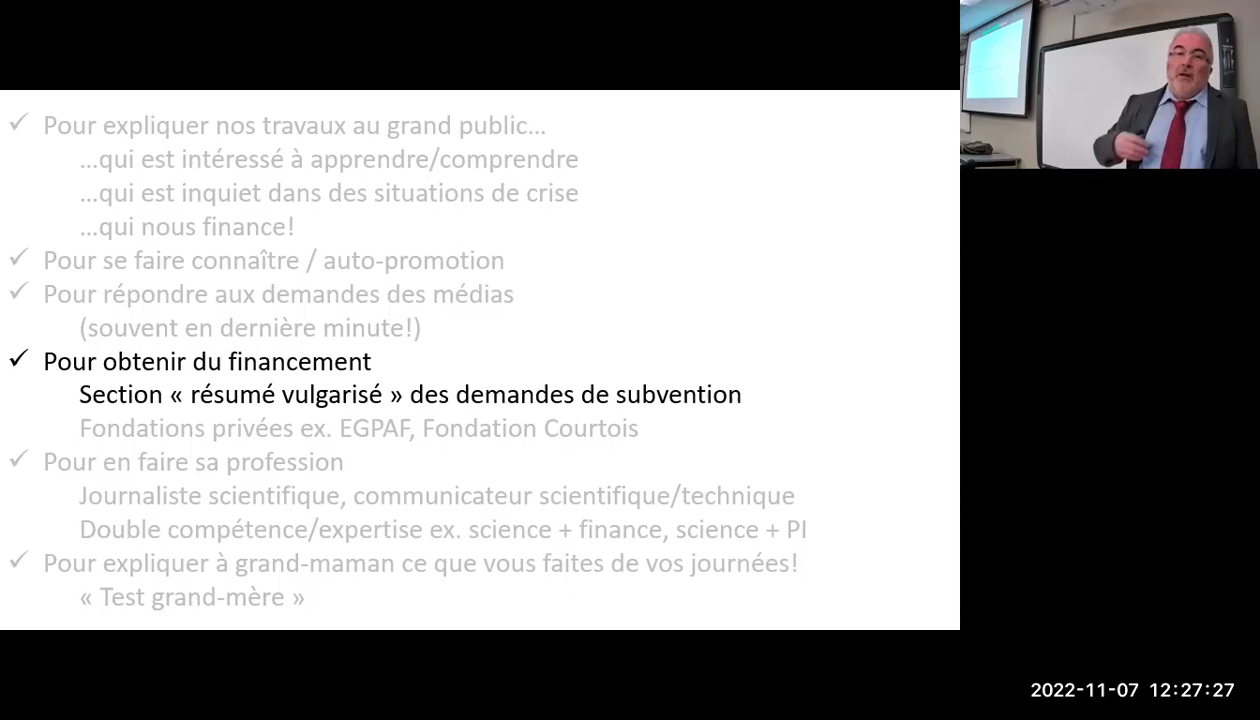 ✓ Pour expliquer nos travaux au grand public…
…qui est intéressé à apprendre/comprendre
…qui est inquiet dans des situations de crise
…qui nous finance!
✓ Pour se faire connaître / auto-promotion
✓ Pour répondre aux demandes des médias
(souvent en dernière minute!)
✓ Pour obtenir du financement
Section « résumé vulgarisé » des demandes de subvention
Fondations privées ex. EGPAF, Fondation Courtois
✓ Pour en faire sa profession
Journaliste scientifique, communicateur scientifique/technique
Double compétence/expertise ex. science + finance, science + PI
✓ Pour expliquer à grand-maman ce que vous faites de vos journées!
« Test grand-mère »
2022-11-07 12:27:27